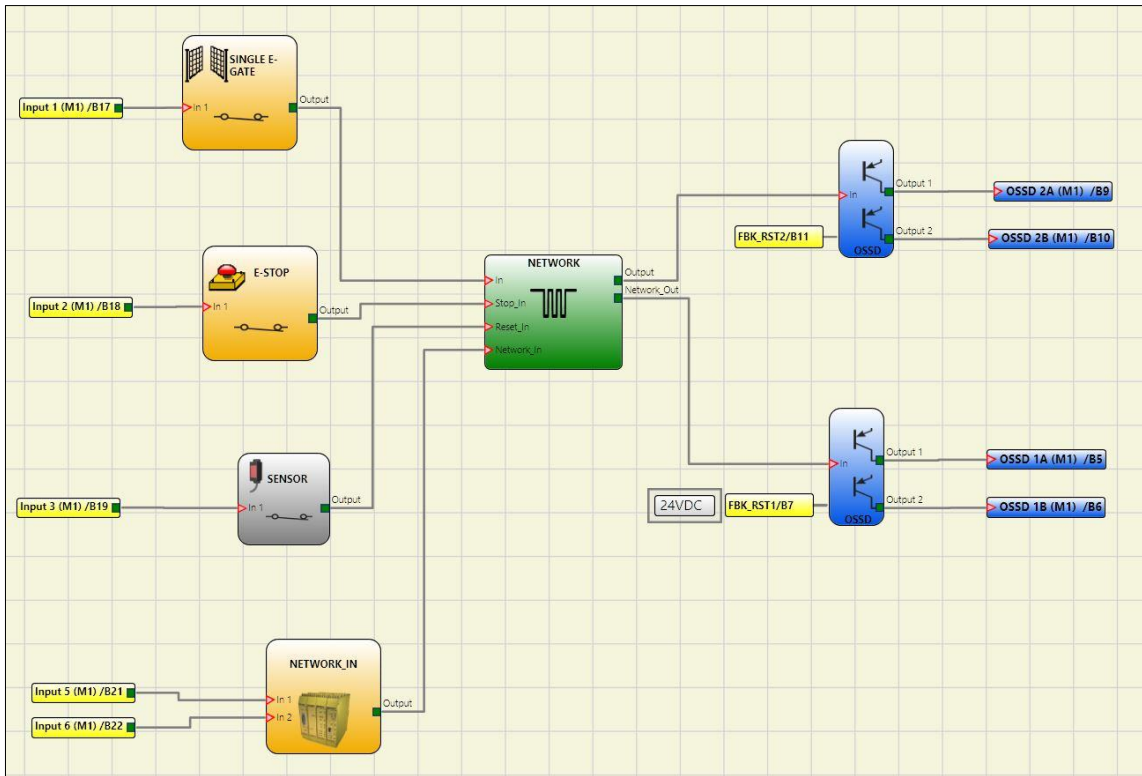 SINGLE E-
GATE
Input 1 (M1) /B17
In 1
Output
E-STOP
Input 2 (M1) /B18
In 1
Output
SENSOR
Input 3 (M1) /B19
In 1
Output
NETWORK_IN
Input 5 (M1) /B21
In 1
Input 6 (M1) /B22
In 2
Output
NETWORK
In
Output
Network_Out
Stop_In
Reset_In
Network_In
In
Output 1
OSSD 2A (M1) /B9
FBK_RST2/B11
Output 2
OSSD 2B (M1) /B10
OSSD
In
Output 1
OSSD 1A (M1) /B5
24VDC
FBK_RST1/B7
Output 2
OSSD 1B (M1) /B6
OSSD